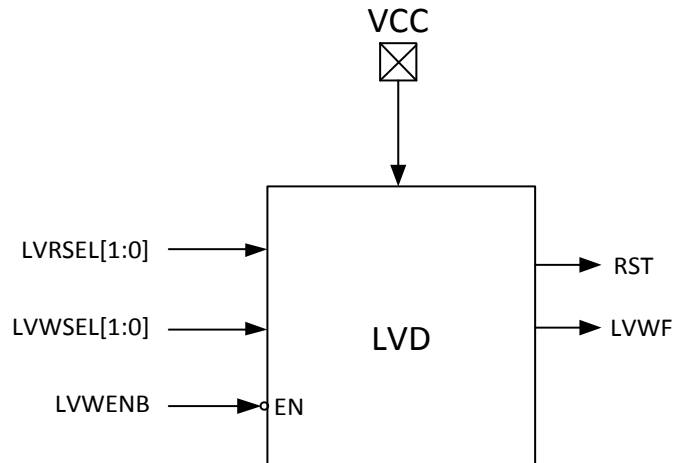 VCC
LVRSEL[1:0]
RST
LVWSEL[1:0]
LVD
LVWF
LVWENB
EN